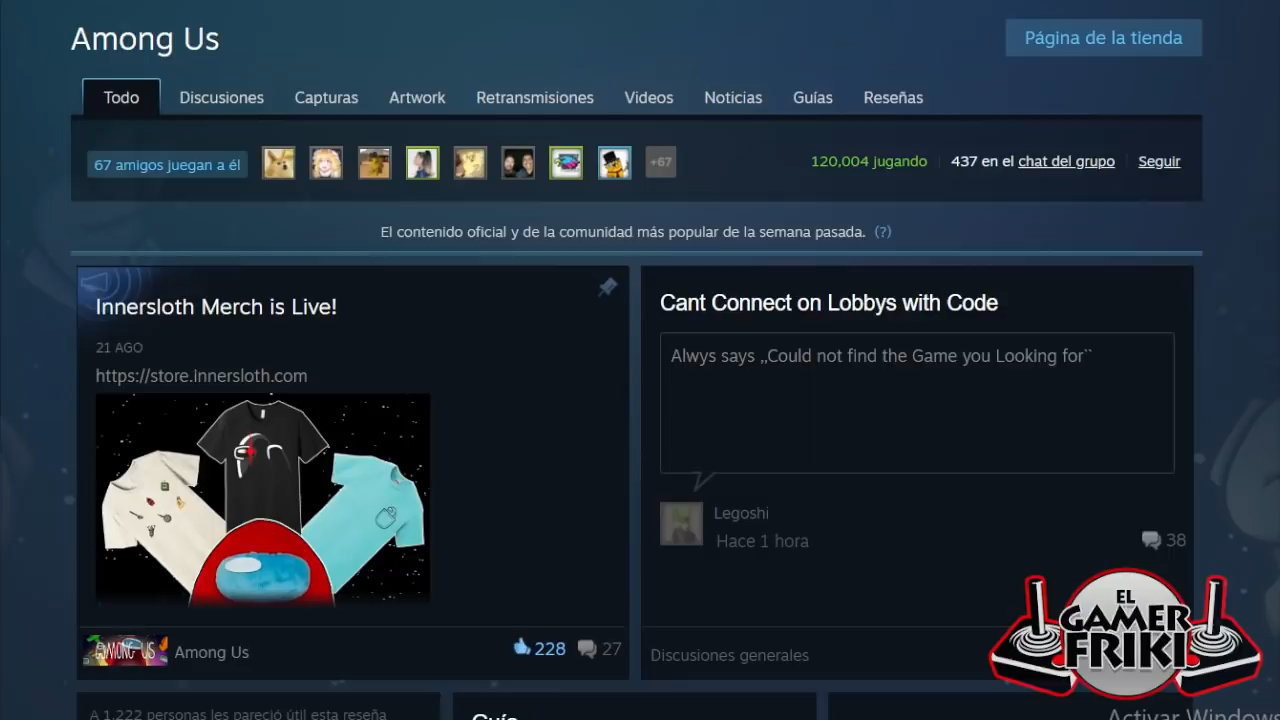 Among Us
Página de la tienda
Todo
Discusiones
Capturas
Artwork
Retransmisiones
Videos
Noticias
Guías
Reseñas
67 amigos juegan a él
+67
120,004 jugando
437 en el chat del grupo
Seguir
El contenido oficial y de la comunidad más popular de la semana pasada. (?)
Innersloth Merch is Live!
21 AGO
https://store.innersloth.com
AMONG US
Among Us
228
27
Cant Connect on Lobbys with Code
Alwys says ,,Could not find the Game you Looking for``
Legoshi
Hace 1 hora
38
Discusiones generales
EL
GAMER
FRIKI
A 1,222 personas les pareció útil esta reseña
Guía
Activar Windows